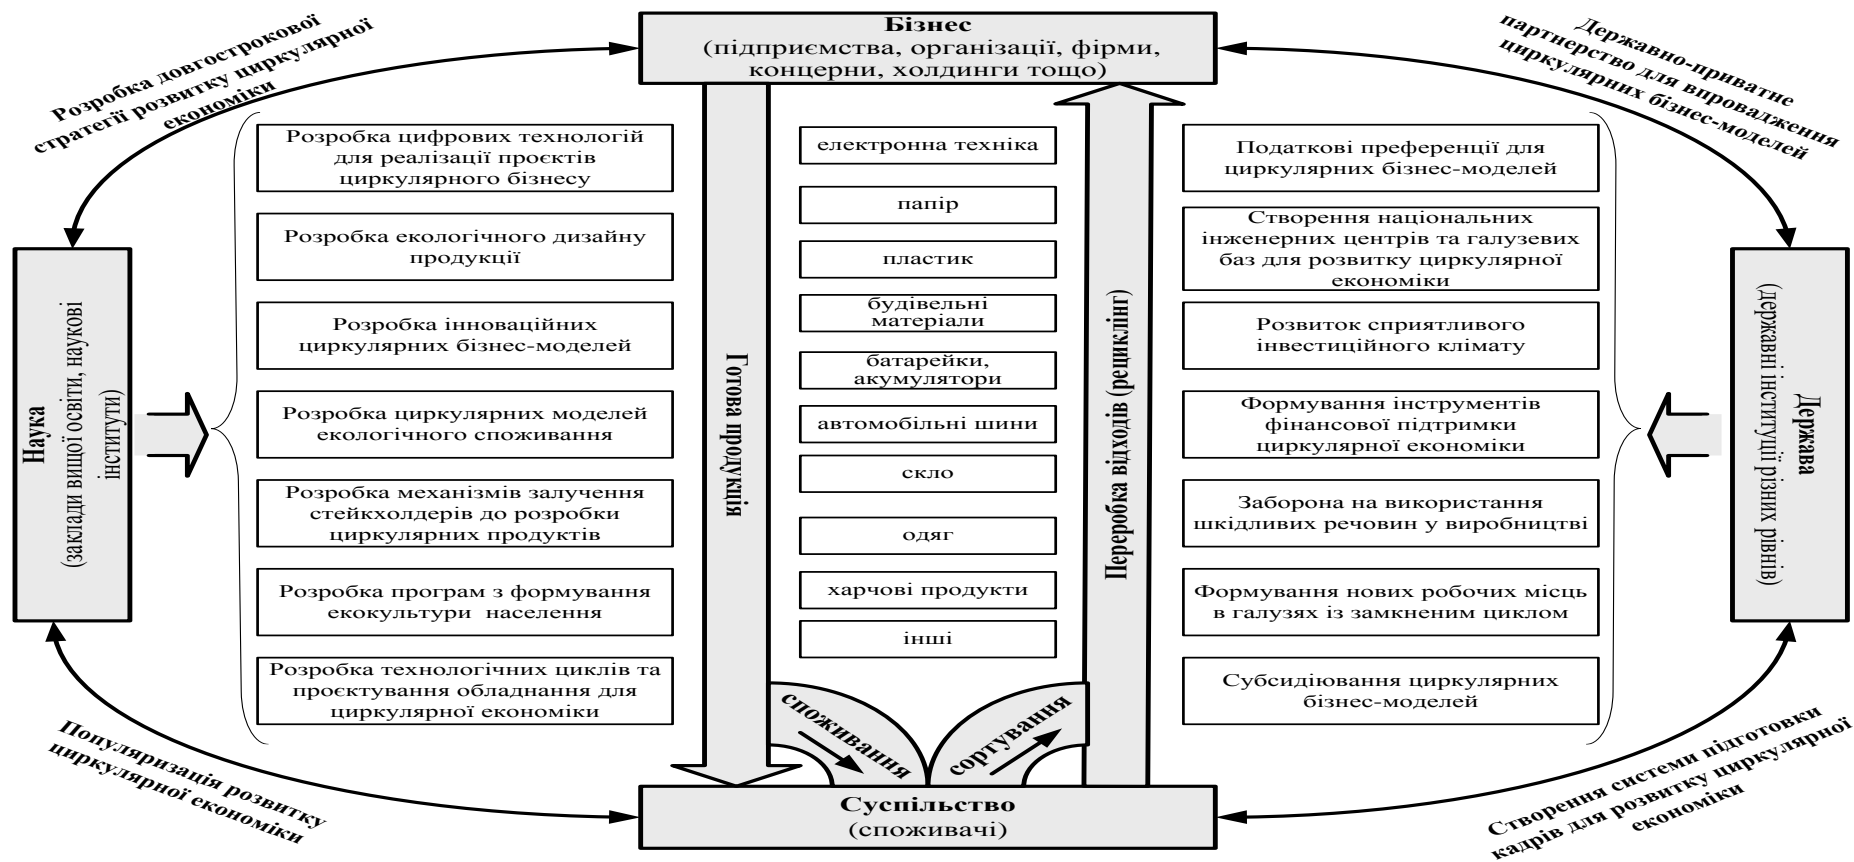 Бізнес
(підприємства, організації, фірми,
концерни, холдинги тощо)
Розробка довгострокової
стратегії розвитку циркулярної
економіки
Державно-приватне
партнерство для впровадження
циркулярних бізнес-моделей
Наука
(заклади вищої освіти, наукові
інститути)
Розробка цифрових технологій
для реалізації проєктів
циркулярного бізнесу
Розробка екологічного дизайну
продукції
Розробка інноваційних
циркулярних бізнес-моделей
Розробка циркулярних моделей
екологічного споживання
Розробка механізмів залучення
стейкхолдерів до розробки
циркулярних продуктів
Розробка програм з формування
екокультури населення
Розробка технологічних циклів та
проєктування обладнання для
циркулярної економіки
Готова продукція
електронна техніка
папір
пластик
будівельні
матеріали
батарейки,
акумулятори
автомобільні шини
скло
одяг
харчові продукти
інші
споживання
сортування
Переробка відходів (рециклінг)
Податкові преференції для
циркулярних бізнес-моделей
Створення національних
інженерних центрів та галузевих
баз для розвитку циркулярної
економіки
Розвиток сприятливого
інвестиційного клімату
Формування інструментів
фінансової підтримки
циркулярної економіки
Заборона на використання
шкідливих речовин у виробництві
Формування нових робочих місць
в галузях із замкненим циклом
Субсидіювання циркулярних
бізнес-моделей
Держава
(державні інституції різних рівнів)
Популяризація розвитку
циркулярної економіки
Створення системи підготовки
кадрів для розвитку циркулярної
економіки
Суспільство
(споживачі)